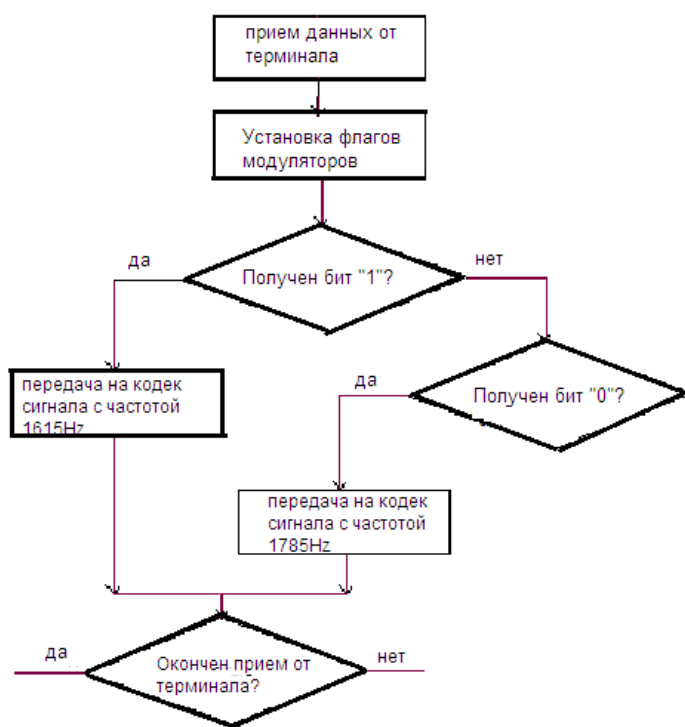 прием данных от
терминала
Установка флагов
модуляторов
да
Получен бит "1"?
нет
передача на кодек
сигнала с частотой
1615Hz
да
Получен бит "0"?
передача на кодек
сигнала с частотой
1785Hz
да
Окончен прием от
терминала?
нет